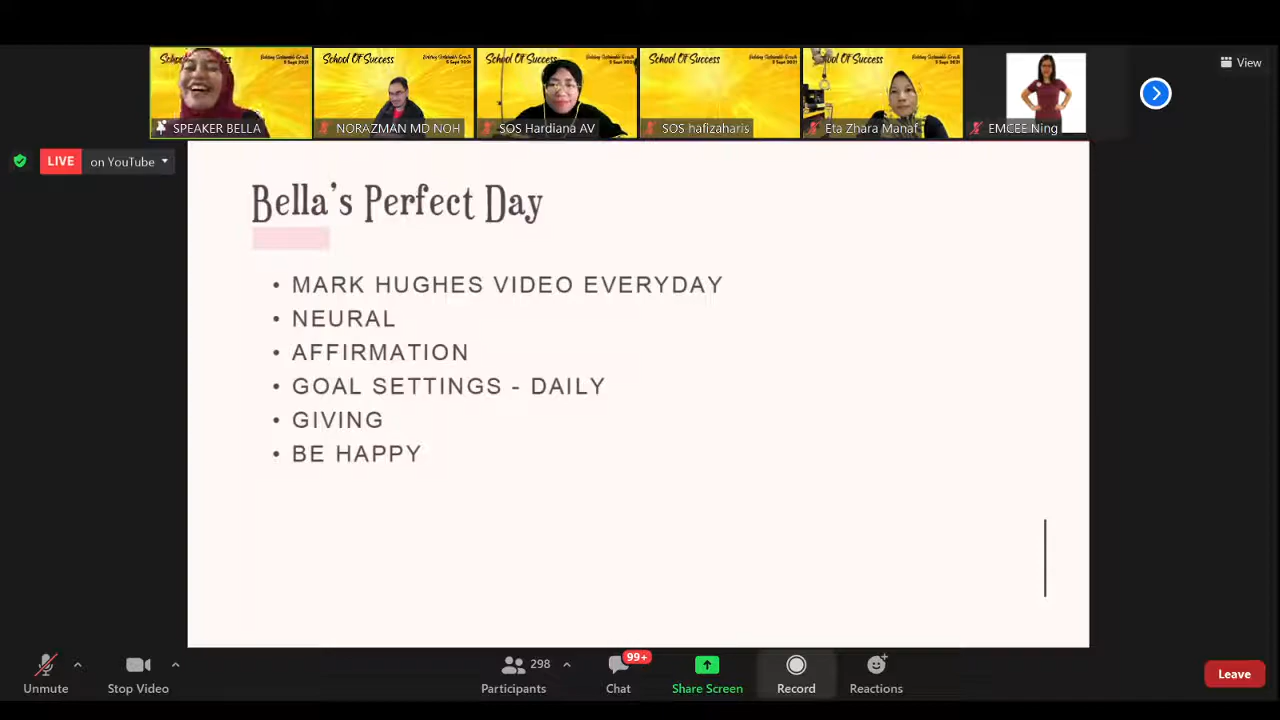 School Of Success
School Of Success
School Of Success
School Of Success
School Of Success
View
SPEAKER BELLA
NORAZMAN MD NOH
SOS Hardiana AV
SOS hafizaharis
Eta Zhara Manaf
EMCEE Ning
LIVE on YouTube
Bella's Perfect Day
• MARK HUGHES VIDEO EVERYDAY
• NEURAL
• AFFIRMATION
• GOAL SETTINGS - DAILY
• GIVING
• BE HAPPY
298
99+
Unmute
Stop Video
Participants
Chat
Share Screen
Record
Reactions
Leave